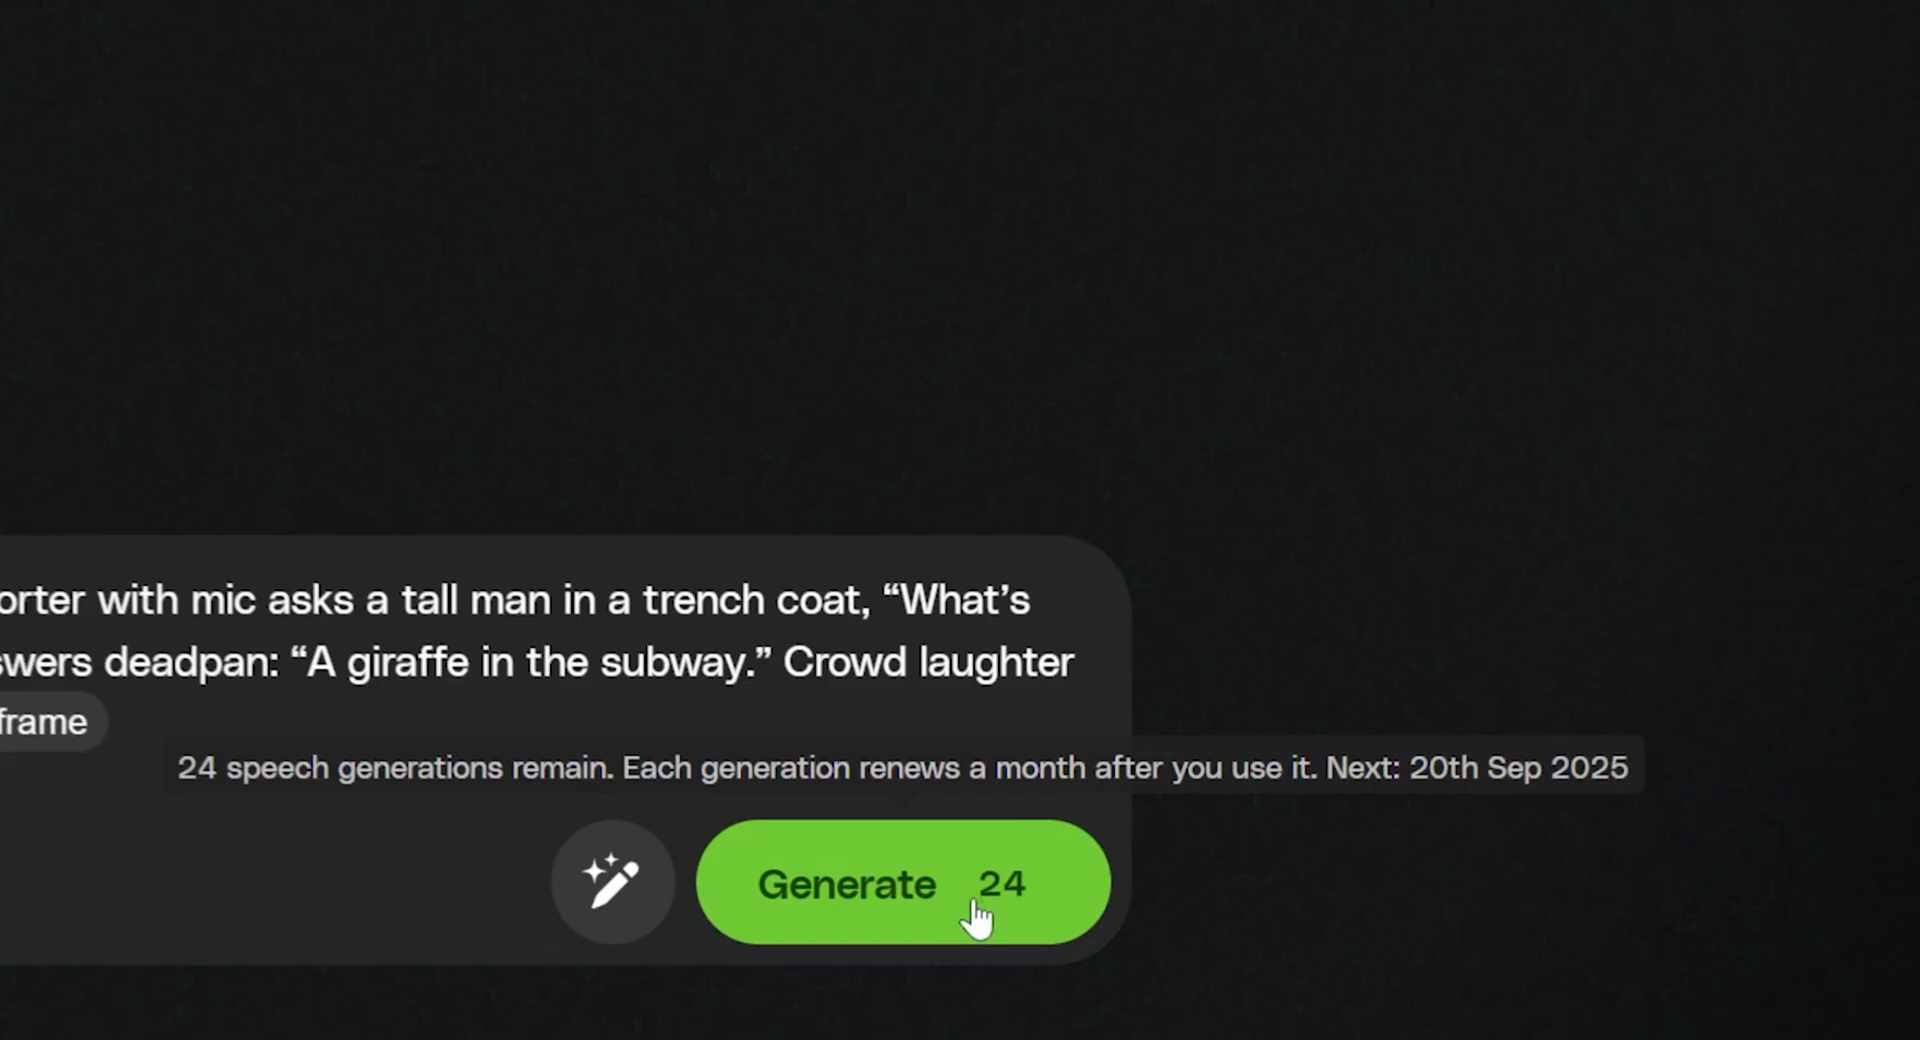 orter with mic asks a tall man in a trench coat, “What’s
swers deadpan: “A giraffe in the subway.” Crowd laughter
frame
24 speech generations remain. Each generation renews a month after you use it. Next: 20th Sep 2025
Generate 24